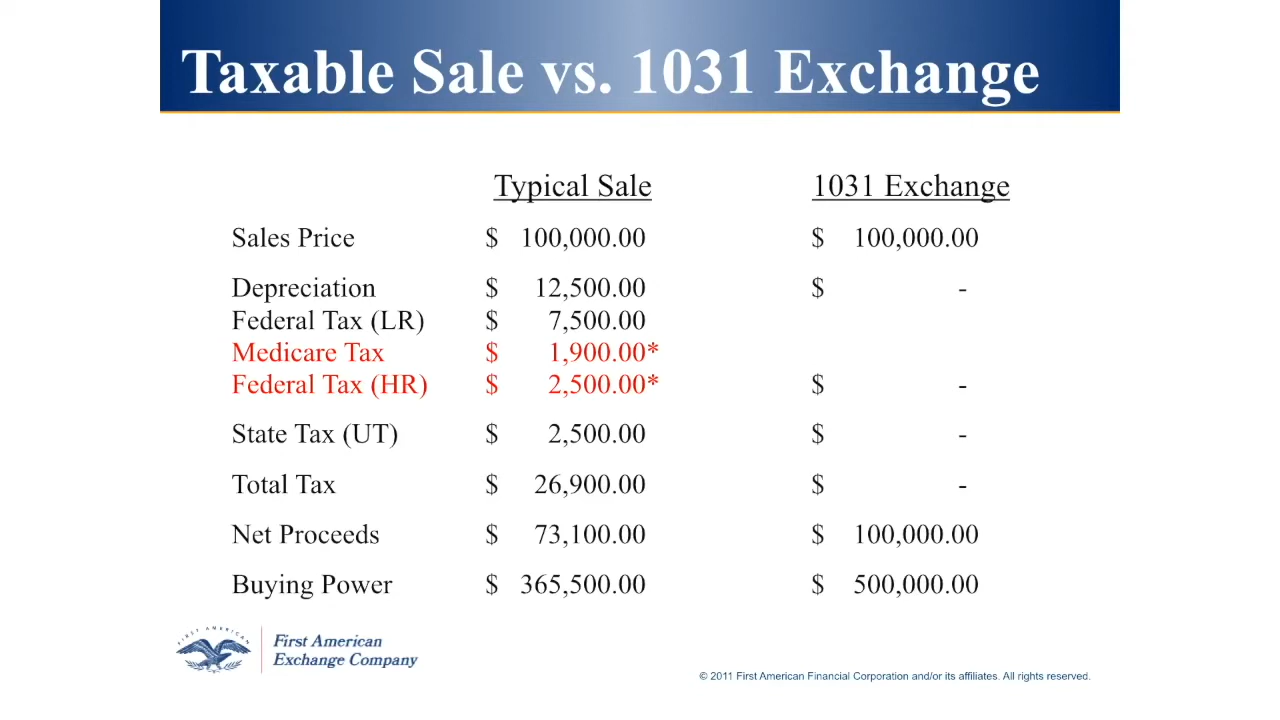 Taxable Sale vs. 1031 Exchange
Typical Sale 1031 Exchange
Sales Price $ 100,000.00 $ 100,000.00
Depreciation $ 12,500.00 $ -
Federal Tax (LR) $ 7,500.00
Medicare Tax $ 1,900.00*
Federal Tax (HR) $ 2,500.00* $ -
State Tax (UT) $ 2,500.00 $ -
Total Tax $ 26,900.00 $ -
Net Proceeds $ 73,100.00 $ 100,000.00
Buying Power $ 365,500.00 $ 500,000.00
FIRST AMERICAN
First American
Exchange Company
© 2011 First American Financial Corporation and/or its affiliates. All rights reserved.